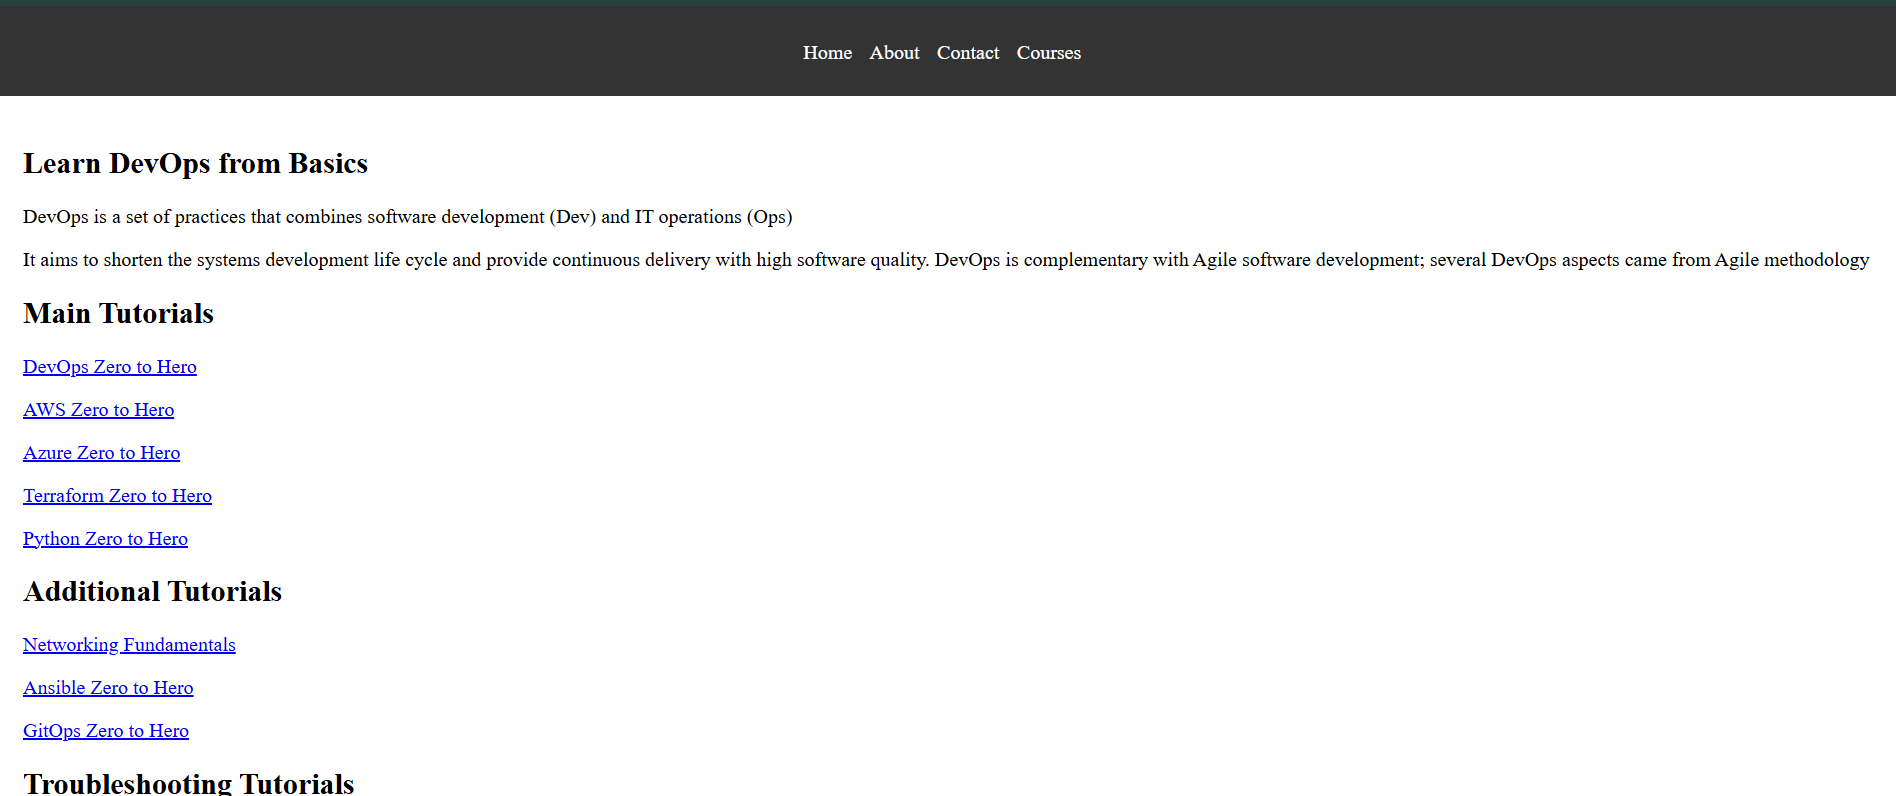 Home About Contact Courses
Learn DevOps from Basics
DevOps is a set of practices that combines software development (Dev) and IT operations (Ops)
It aims to shorten the systems development life cycle and provide continuous delivery with high software quality. DevOps is complementary with Agile software development; several DevOps aspects came from Agile methodology
Main Tutorials
DevOps Zero to Hero
AWS Zero to Hero
Azure Zero to Hero
Terraform Zero to Hero
Python Zero to Hero
Additional Tutorials
Networking Fundamentals
Ansible Zero to Hero
GitOps Zero to Hero
Troubleshooting Tutorials